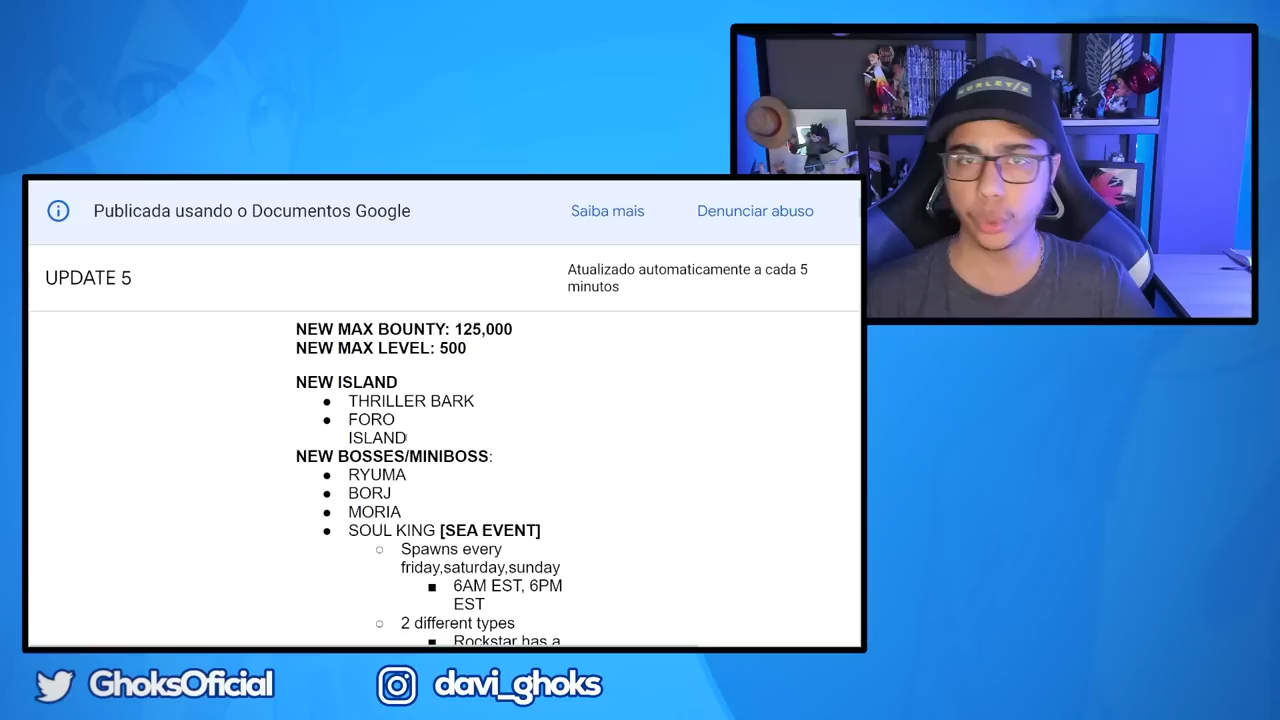 Publicada usando o Documentos Google
Saiba mais
Denunciar abuso
UPDATE 5
Atualizado automaticamente a cada 5
minutos
NEW MAX BOUNTY: 125,000
NEW MAX LEVEL: 500
NEW ISLAND
● THRILLER BARK
● FORO
ISLAND
NEW BOSSES/MINIBOSS:
● RYUMA
● BORJ
● MORIA
● SOUL KING [SEA EVENT]
○ Spawns every
friday,saturday,sunday
■ 6AM EST, 6PM
EST
○ 2 different types
■ Rockstar has a
GhoksOficial
davi_ghoks